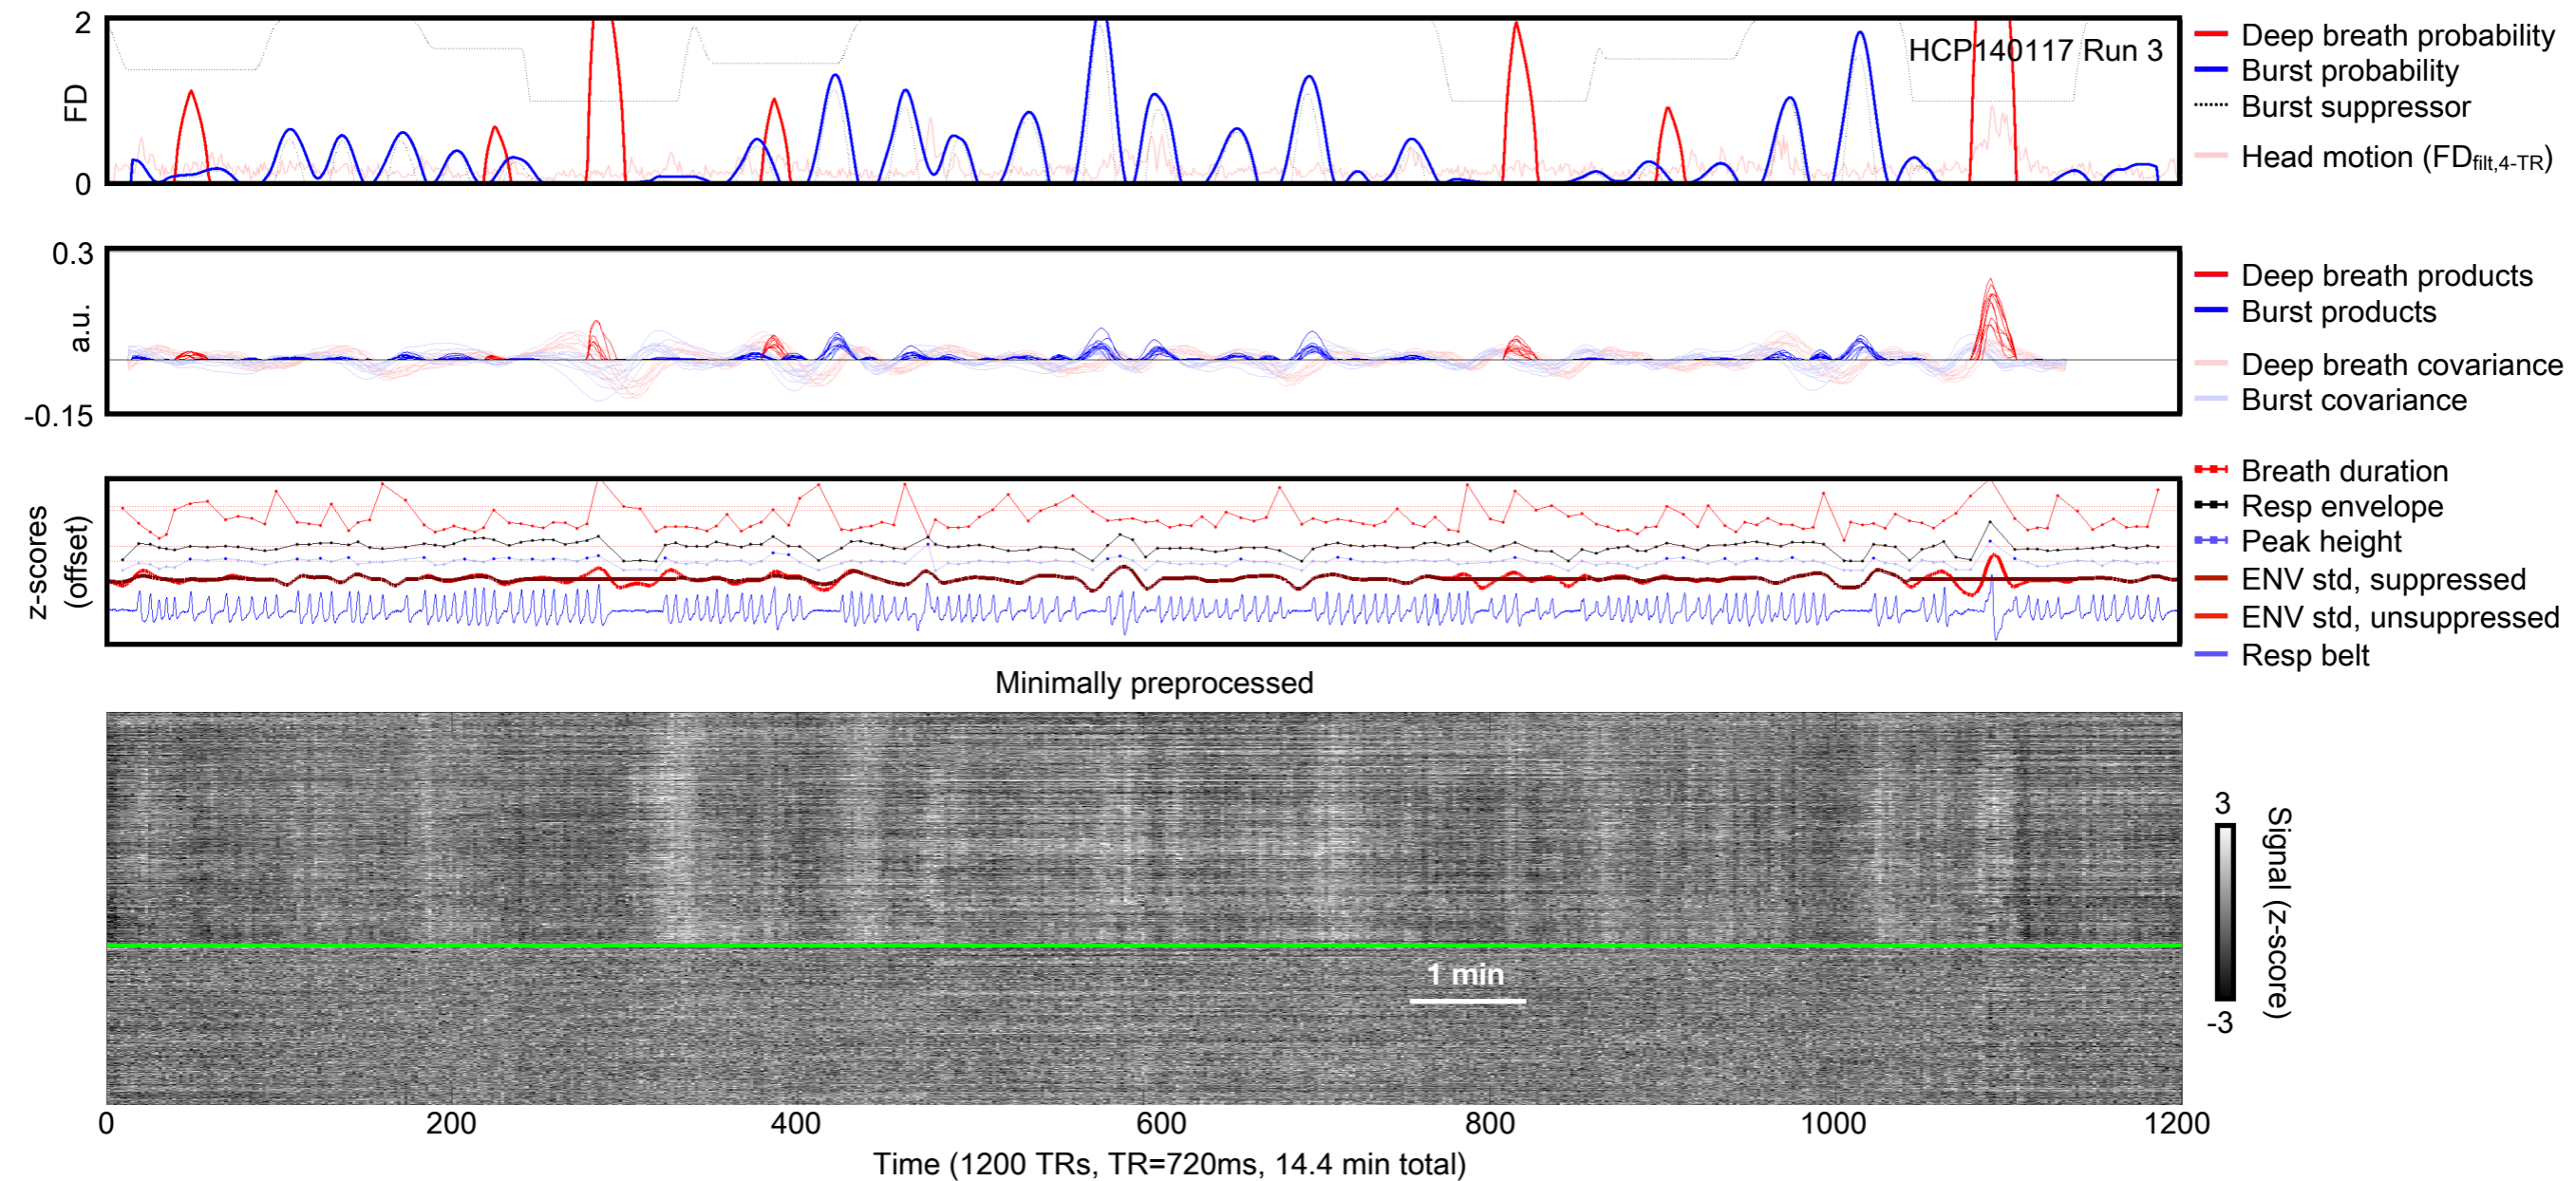 2
FD
0
HCP140117 Run 3
Deep breath probability
Burst probability
Burst suppressor
Head motion (FDfilt,4-TR)
0.3
a.u.
-0.15
Deep breath products
Burst products
Deep breath covariance
Burst covariance
z-scores
(offset)
Breath duration
Resp envelope
Peak height
ENV std, suppressed
ENV std, unsuppressed
Resp belt
Minimally preprocessed
1 min
3
Signal (z-score)
-3
0 200 400 600 800 1000 1200
Time (1200 TRs, TR=720ms, 14.4 min total)